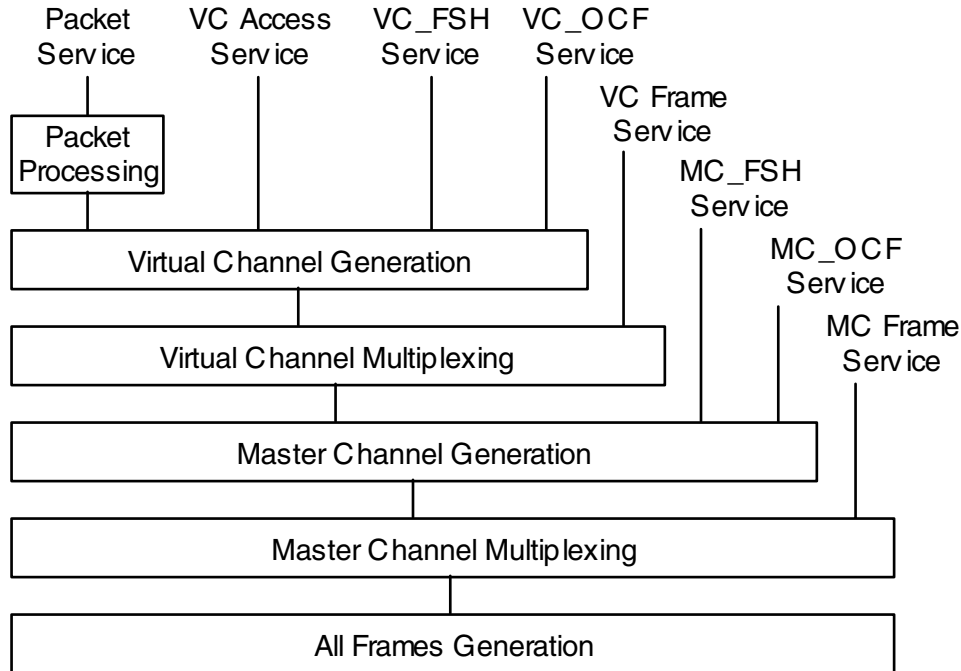 Packet
Service
VC Access
Service
VC_FSH
Service
VC_OCF
Service
VC Frame
Service
Packet
Processing
MC_FSH
Service
Virtual Channel Generation
MC_OCF
Service
MC Frame
Service
Virtual Channel Multiplexing
Master Channel Generation
Master Channel Multiplexing
All Frames Generation